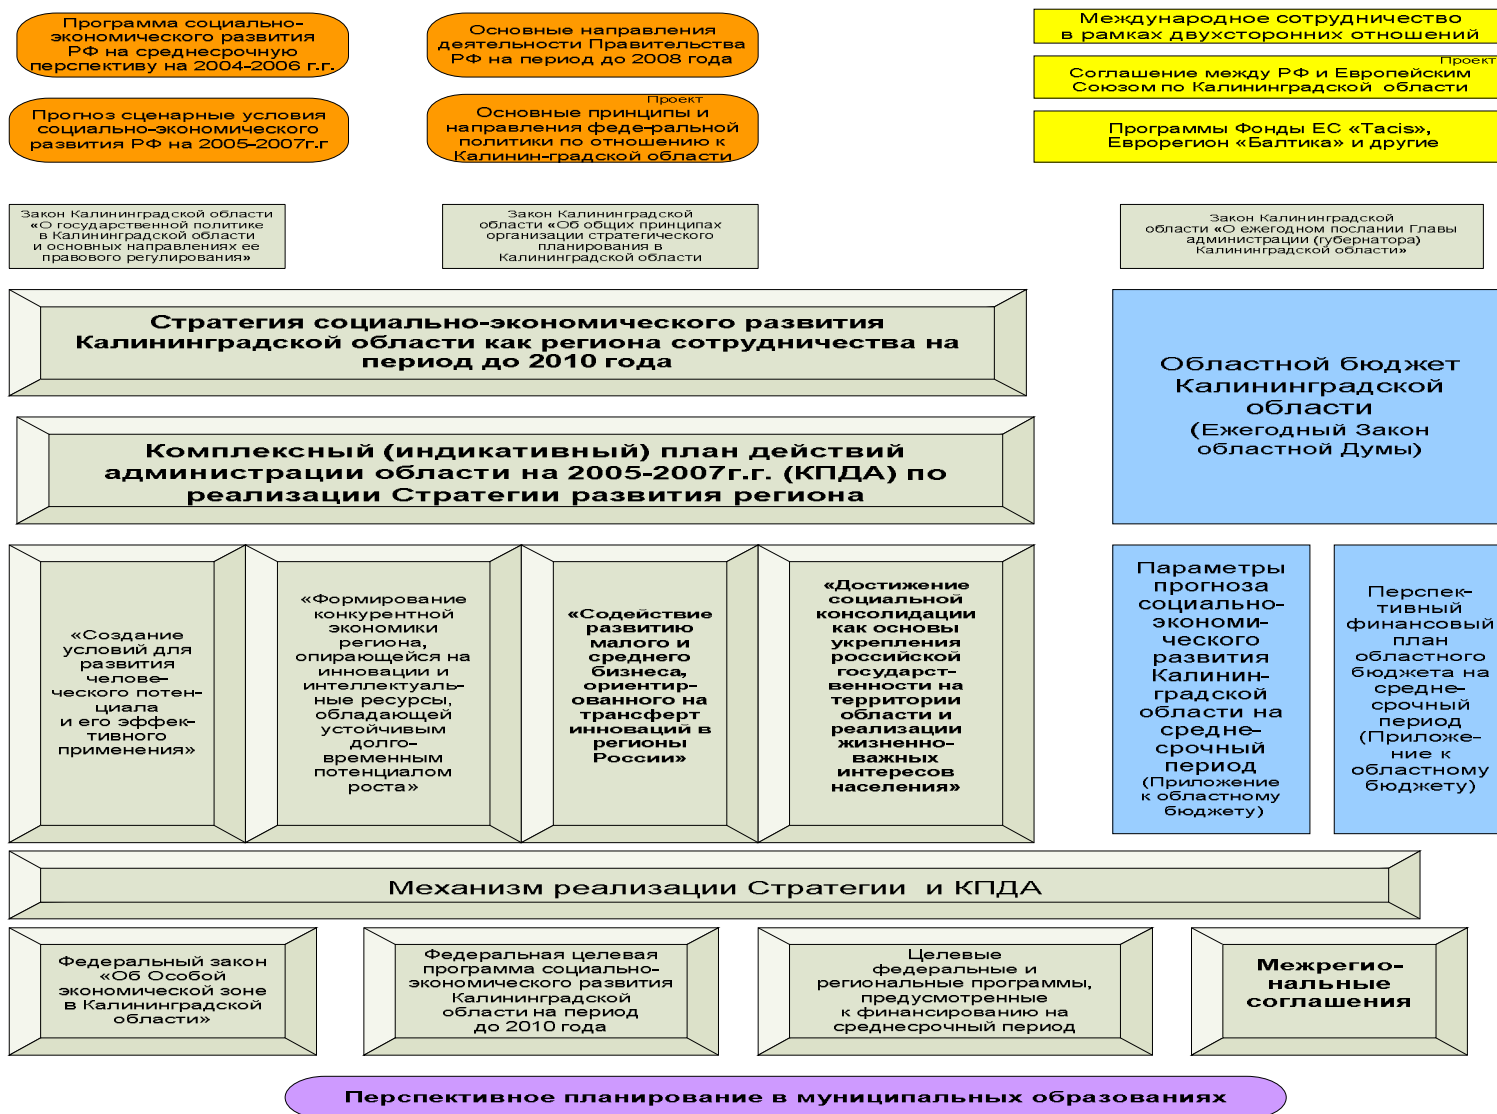 Программа социально-
экономического развития
РФ на среднесрочную
перспективу на 2004-2006 г.г.
Основные направления
деятельности Правительства
РФ на период до 2008 года
Международное сотрудничество
в рамках двухсторонних отношений
Проект
Соглашение между РФ и Европейским
Союзом по Калининградской области
Прогноз сценарные условия
социально-экономического
развития РФ на 2005-2007г.г
Проект
Основные принципы и
направления феде-ральной
политики по отношению к
Калинин-градской области
Программы Фонды ЕС «Tacis»,
Еврорегион «Балтика» и другие
Закон Калининградской области
«О государственной политике
в Калининградской области
и основных направлениях ее
правового регулирования»
Закон Калининградской
области «Об общих принципах
организации стратегического
планирования в
Калининградской области
Закон Калининградской
области «О ежегодном послании Главы
администрации (губернатора)
Калининградской области»
Стратегия социально-экономического развития
Калининградской области как региона сотрудничества на
период до 2010 года
Областной бюджет
Калининградской
области
(Ежегодный Закон
областной Думы)
Комплексный (индикативный) план действий
администрации области на 2005-2007г.г. (КПДА) по
реализации Стратегии развития региона
«Создание
условий для
развития
челове-
ческого потен-
циала
и его эффек-
тивного
применения»
«Формирование
конкурентной
экономики
региона,
опирающейся на
инновации и
интеллектуаль-
ные ресурсы,
обладающей
устойчивым
долго-
временным
потенциалом
роста»
«Содействие
развитию
малого и
среднего
бизнеса,
ориентир-
ованного на
трансферт
инноваций в
регионы
России»
«Достижение
социальной
консолидации
как основы
укрепления
российской
государст-
венности на
территории
области и
реализации
жизненно-
важных
интересов
населения»
Параметры
прогноза
социально-
экономи-
ческого
развития
Калинин-
градской
области на
средне-
срочный
период
(Приложение
к областному
бюджету)
Перспек-
тивный
финансовый
план
областного
бюджета на
средне-
срочный
период
(Приложе-
ние к
областному
бюджету)
Механизм реализации Стратегии и КПДА
Федеральный закон
«Об Особой
экономической зоне
в Калининградской
области»
Федеральная целевая
программа социально-
экономического развития
Калининградской
области на период
до 2010 года
Целевые
федеральные и
региональные программы,
предусмотренные
к финансированию на
среднесрочный период
Межрегио-
нальные
соглашения
Перспективное планирование в муниципальных образованиях